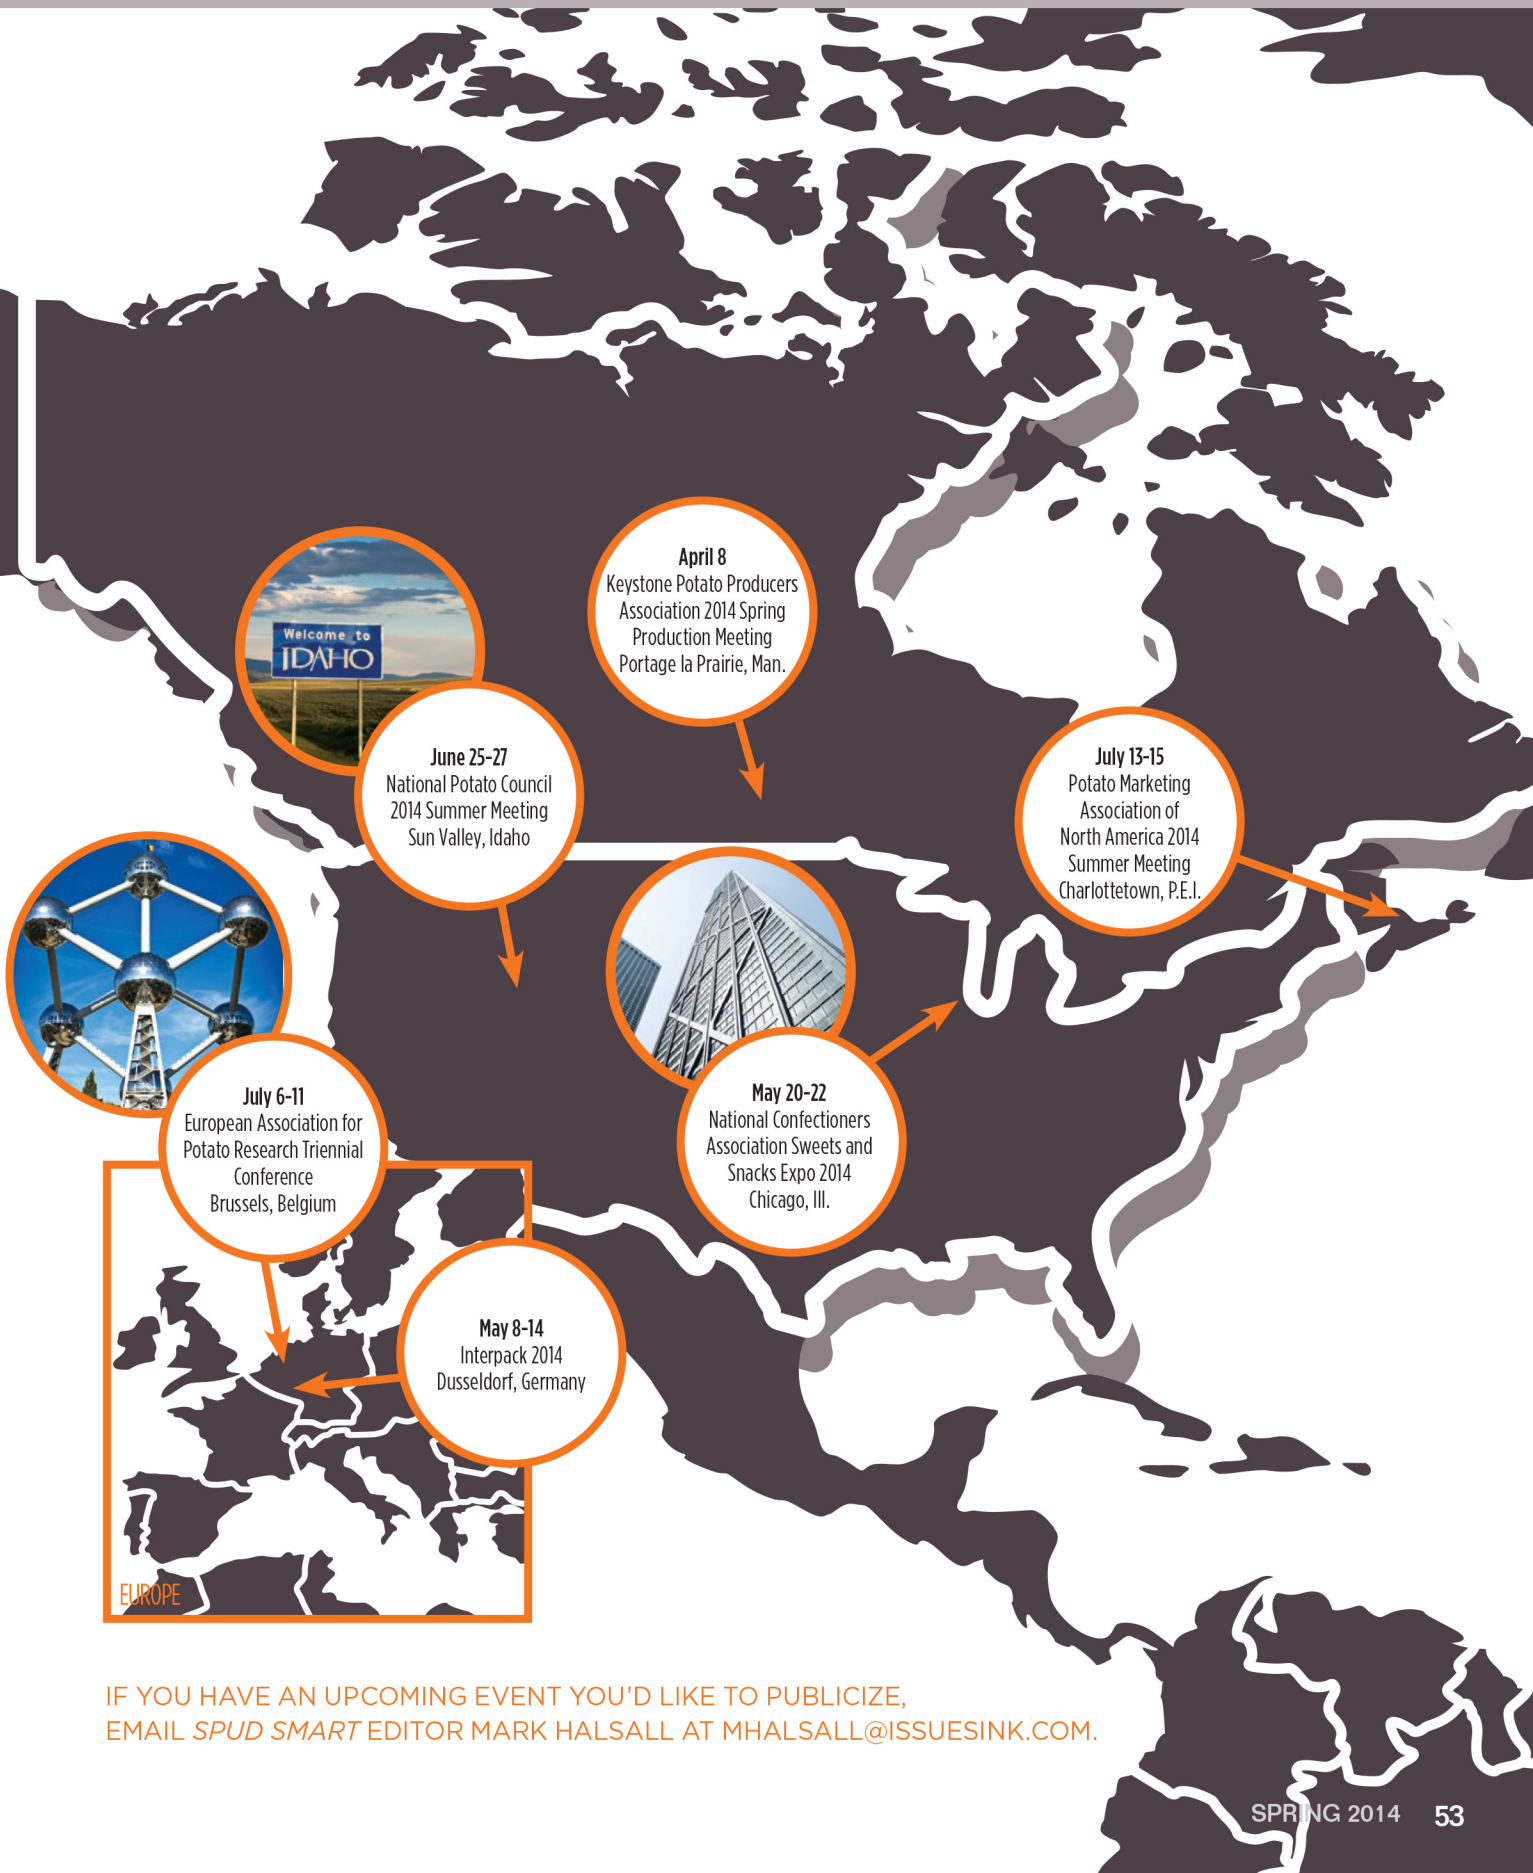 April 8
Keystone Potato Producers
Association 2014 Spring
Production Meeting
Portage la Prairie, Man.
Welcome to
IDAHO
June 25-27
National Potato Council
2014 Summer Meeting
Sun Valley, Idaho
July 13-15
Potato Marketing
Association of
North America 2014
Summer Meeting
Charlottetown, P.E.I.
July 6-11
European Association for
Potato Research Triennial
Conference
Brussels, Belgium
May 20-22
National Confectioners
Association Sweets and
Snacks Expo 2014
Chicago, Ill.
May 8-14
Interpack 2014
Dusseldorf, Germany
EUROPE
IF YOU HAVE AN UPCOMING EVENT YOU’D LIKE TO PUBLICIZE,
EMAIL SPUD SMART EDITOR MARK HALSALL AT MHALSALL@ISSUESINK.COM.
SPRING 2014 53